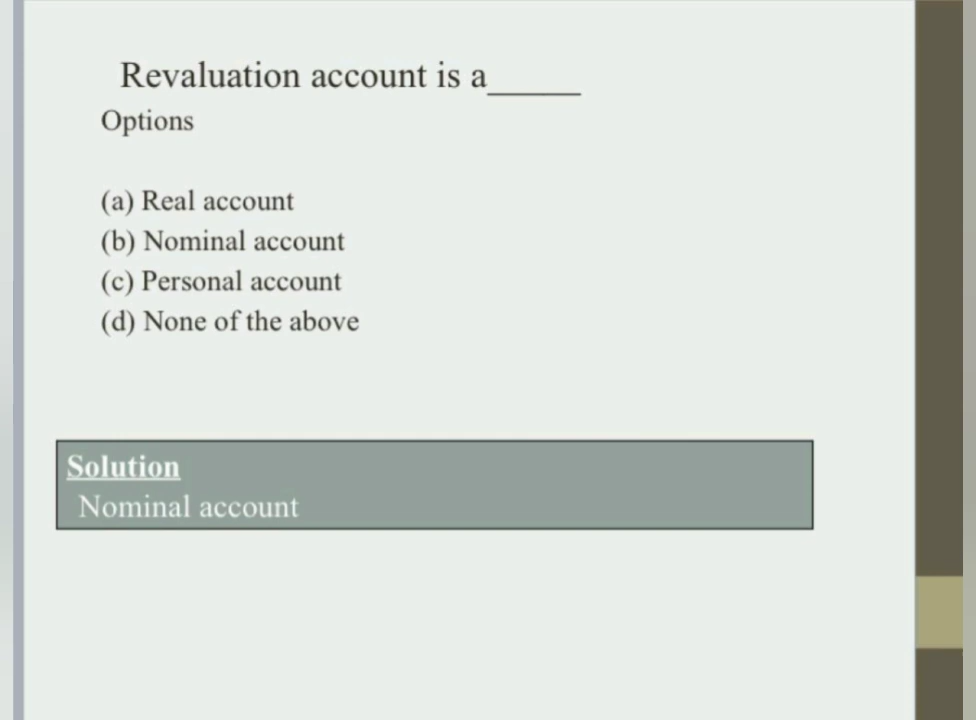 Revaluation account is a_____
Options
(a) Real account
(b) Nominal account
(c) Personal account
(d) None of the above
Solution
Nominal account